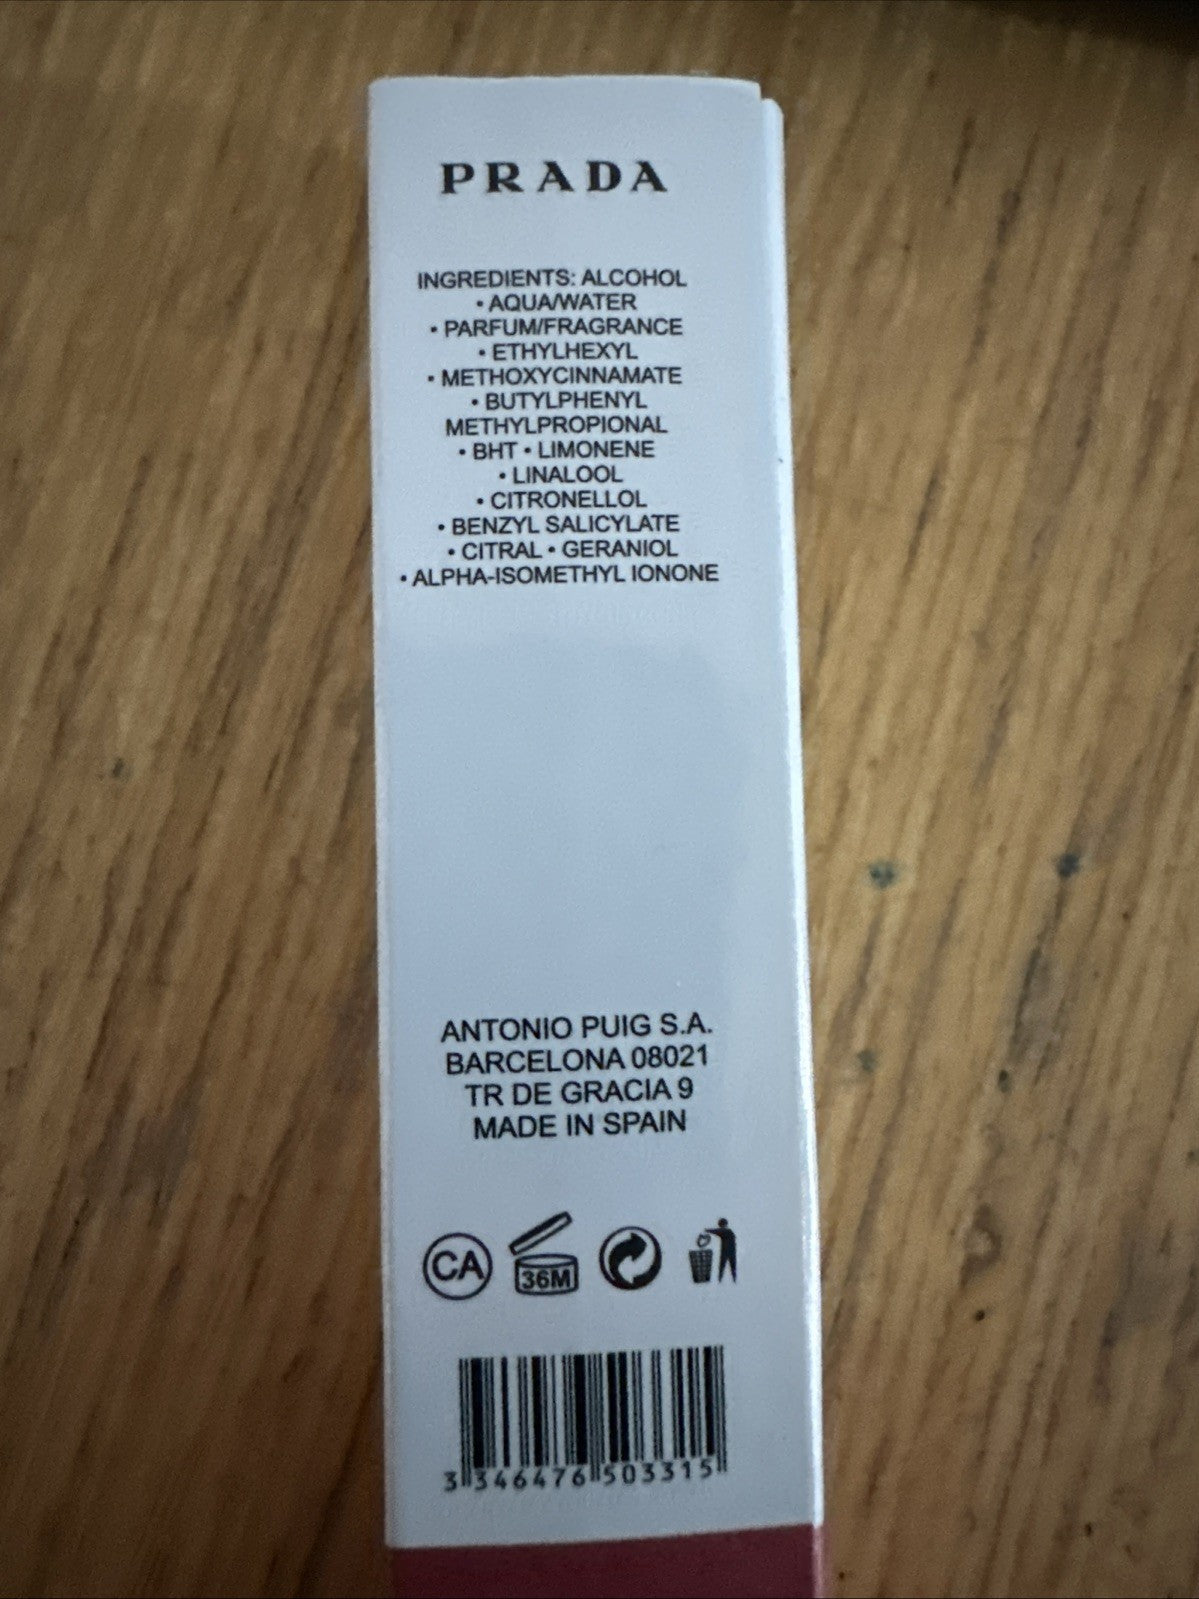 PRADA
INGREDIENTS: ALCOHOL
• AQUA/WATER
• PARFUM/FRAGRANCE
• ETHYLHEXYL
• METHOXYCINNAMATE
• BUTYLPHENYL
METHYLPROPIONAL
• BHT • LIMONENE
• LINALOOL
• CITRONELLOL
• BENZYL SALICYLATE
• CITRAL • GERANIOL
• ALPHA-ISOMETHYL IONONE
ANTONIO PUIG S.A.
BARCELONA 08021
TR DE GRACIA 9
MADE IN SPAIN
CA 36M
3 346476 503315